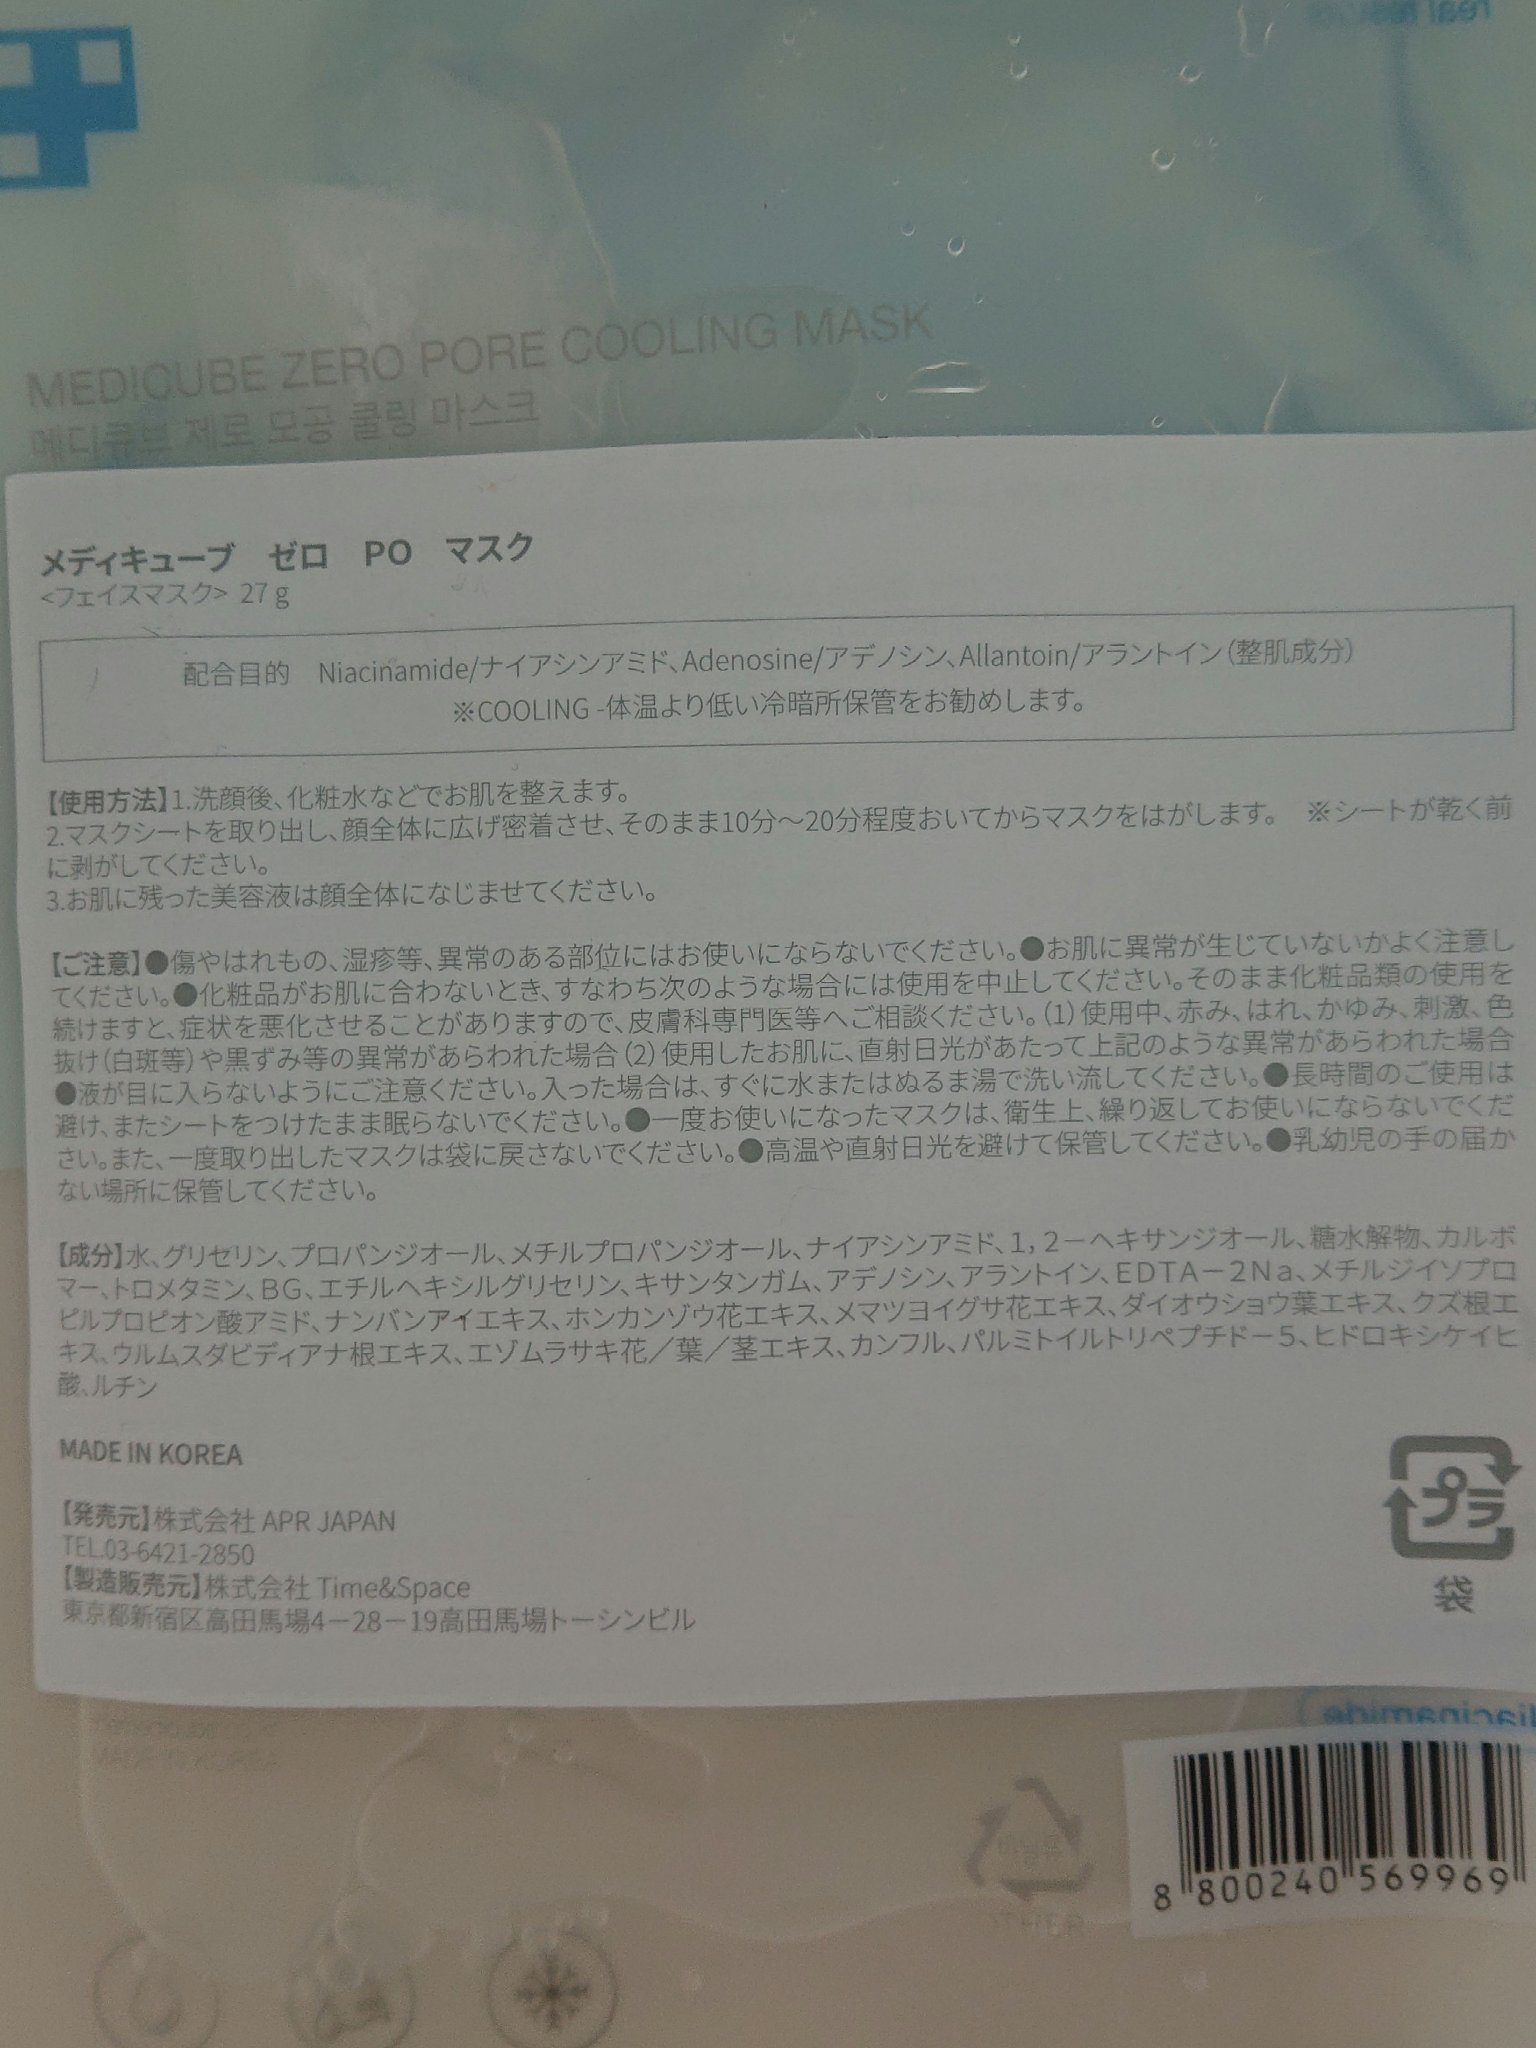 MEDICUBE ZERO PORE COOLING MASK
메디큐브 제로 모공 쿨링 마스크
メディキューブ ゼロ PO マスク
<フェイスマスク> 27 g
配合目的 Niacinamide/ナイアシンアミド、Adenosine/アデノシン、Allantoin/アラントイン（整肌成分）
※COOLING -体温より低い冷暗所保管をお勧めします。
【使用方法】1.洗顔後、化粧水などでお肌を整えます。
2.マスクシートを取り出し、顔全体に広げ密着させ、そのまま10分～20分程度おいてからマスクをはがします。 ※シートが乾く前
に剥がしてください。
3.お肌に残った美容液は顔全体になじませてください。
【ご注意】●傷やはれもの、湿疹等、異常のある部位にはお使いにならないでください。●お肌に異常が生じていないかよく注意し
てください。●化粧品がお肌に合わないとき、すなわち次のような場合には使用を中止してください。そのまま化粧品類の使用を
続けますと、症状を悪化させることがありますので、皮膚科専門医等へご相談ください。(1) 使用中、赤み、はれ、かゆみ、刺激、色
抜け(白斑等)や黒ずみ等の異常があらわれた場合(2) 使用したお肌に、直射日光があたって上記のような異常があらわれた場合
●液が目に入らないようにご注意ください。入った場合は、すぐに水またはぬるま湯で洗い流してください。●長時間のご使用は
避け、またシートをつけたまま眠らないでください。●一度お使いになったマスクは、衛生上、繰り返してお使いにならないでくだ
さい。また、一度取り出したマスクは袋に戻さないでください。●高温や直射日光を避けて保管してください。●乳幼児の手の届か
ない場所に保管してください。
【成分】水、グリセリン、プロパンジオール、メチルプロパンジオール、ナイアシンアミド、１，２－ヘキサンジオール、糖水解物、カルボ
マー、トロメタミン、ＢＧ、エチルヘキシルグリセリン、キサンタンガム、アデノシン、アラントイン、ＥＤＴＡ－２Ｎａ、メチルジイソプロ
ピルプロピオン酸アミド、ナンバンアイエキス、ホンカンゾウ花エキス、メマツヨイグサ花エキス、ダイオウショウ葉エキス、クズ根エ
キス、ウルムスダビディアナ根エキス、エゾムラサキ花／葉／茎エキス、カンフル、パルミトイルトリペプチド－５、ヒドロキシケイヒ
酸、ルチン
MADE IN KOREA
【発売元】株式会社 APR JAPAN
TEL.03-6421-2850
【製造販売元】株式会社 Time&Space
東京都新宿区高田馬場4－28－19高田馬場トーシンビル
プラ
袋
8 800240 569969